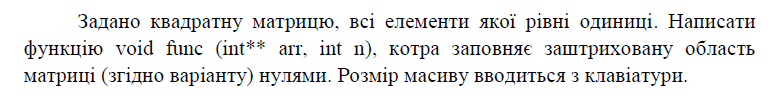 Задано квадратну матрицю, всі елементи якої рівні одиниці. Написати
функцію void func (int** arr, int n), котра заповняє заштриховану область
матриці (згідно варіанту) нулями. Розмір масиву вводиться з клавіатури.